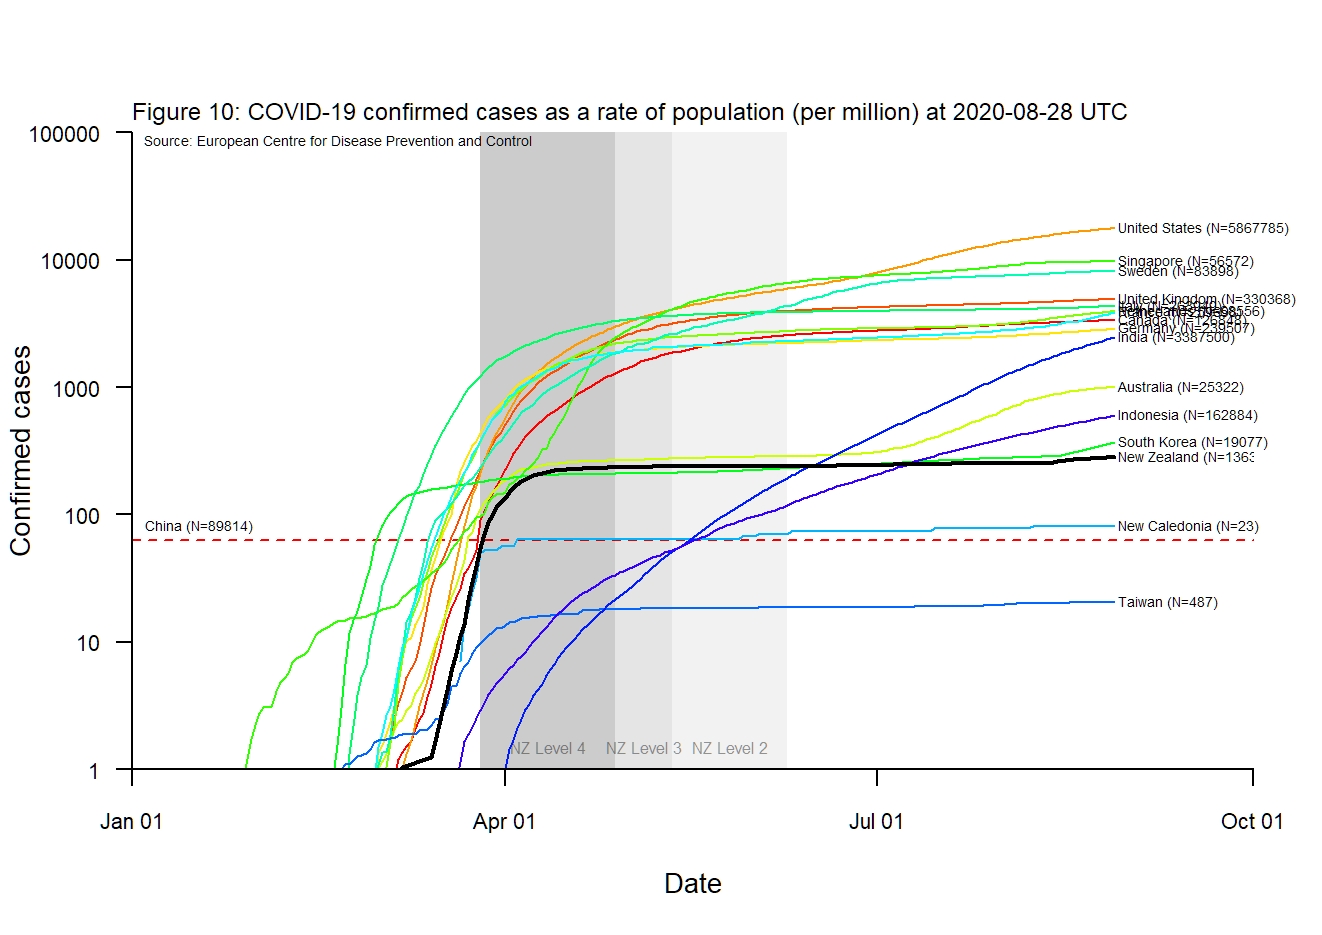 Figure 10: COVID-19 confirmed cases as a rate of population (per million) at 2020-08-28 UTC
Source: European Centre for Disease Prevention and Control
Confirmed cases
100000
10000
1000
100
10
1
United States (N=5867785)
Singapore (N=56572)
Sweden (N=83898)
United Kingdom (N=330368)
Canada (N=126848)
Germany (N=239507)
India (N=3387500)
Australia (N=25322)
Indonesia (N=162884)
South Korea (N=19077)
New Zealand (N=1363
China (N=89814)
New Caledonia (N=23)
Taiwan (N=487)
NZ Level 4
NZ Level 3
NZ Level 2
Jan 01
Apr 01
Jul 01
Oct 01
Date